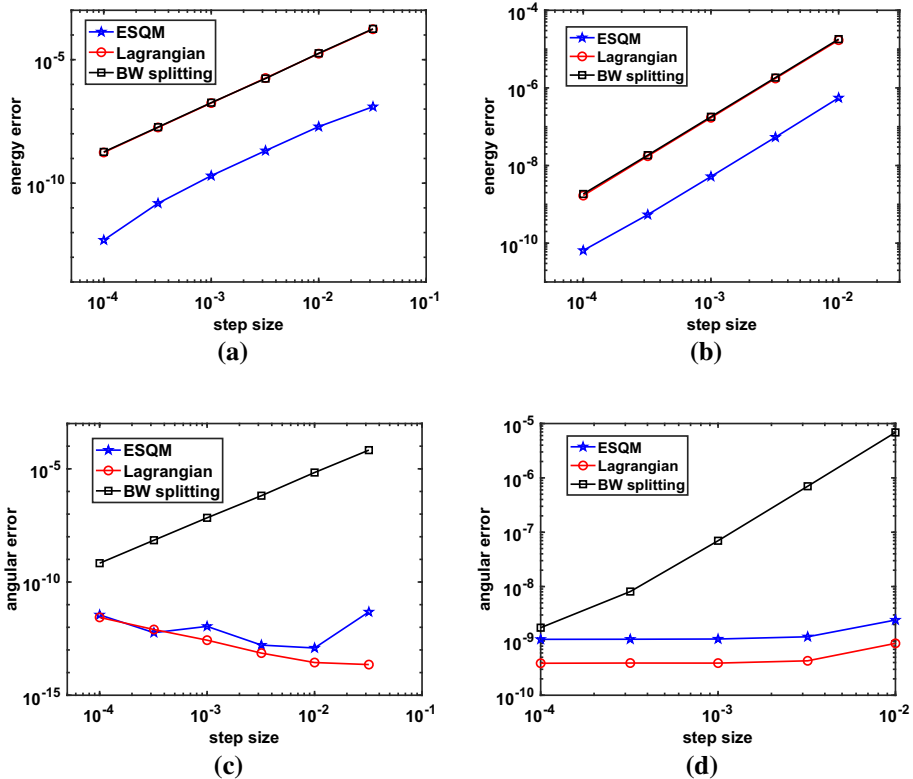 10^-5
10^-10
energy error
ESQM
Lagrangian
BW splitting
10^-4 10^-3 10^-2 10^-1
step size
(a)
10^-4
10^-6
10^-8
10^-10
energy error
ESQM
Lagrangian
BW splitting
10^-4 10^-3 10^-2
step size
(b)
10^-5
10^-10
10^-15
angular error
ESQM
Lagrangian
BW splitting
10^-4 10^-3 10^-2 10^-1
step size
(c)
10^-5
10^-6
10^-7
10^-8
10^-9
10^-10
angular error
ESQM
Lagrangian
BW splitting
10^-4 10^-3 10^-2
step size
(d)